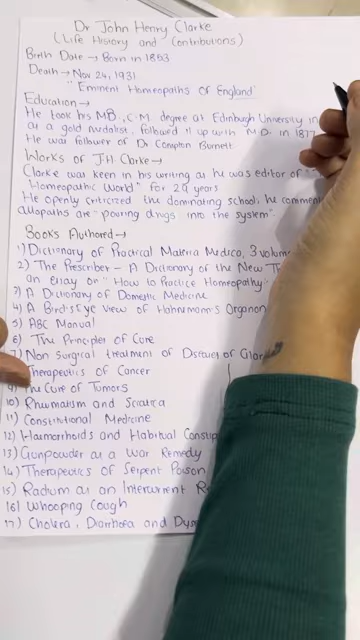 Dr John Henry Clarke
(Life History and Contributions)
Birth Date → Born in 1853
Death → Nov 24, 1931
"Eminent Homeopaths of England"
Education →
He took his MB, C.M degree at Edinburgh University in
as a gold medalist, followed it up with M.D. in 1877
He was follower of Dr Compton Burnett
Works of J.H Clarke →
Clarke was keen in his writing as he was editor of "
Homeopathic World" for 29 years
He openly criticized the dominating school, he comment
allopaths are "pouring drugs into the system".
Books Authored →
1) Dictionary of Practical Materia Medica, 3 volum
2) The Prescriber – A Dictionary of the New Th
an essay on "How to Practice Homeopathy"
3) A Dictionary of Domestic Medicine
4) A Bird's Eye View of Hahnemann's Organon
5) ABC Manual
6) The Principles of Cure
7) Non Surgical treatment of Diseases of Glan
Therapeutics of Cancer
9) The Cure of Tumors
10) Rheumatism and Sciatica
11) Constitutional Medicine
12) Haemorrhoids and Habitual Constip
13) Gunpowder as a War Remedy
14) Therapeutics of Serpent Poison
15) Radium as an Intercurrent R
16) Whooping Cough
17) Cholera, Diarrhoea and Dys